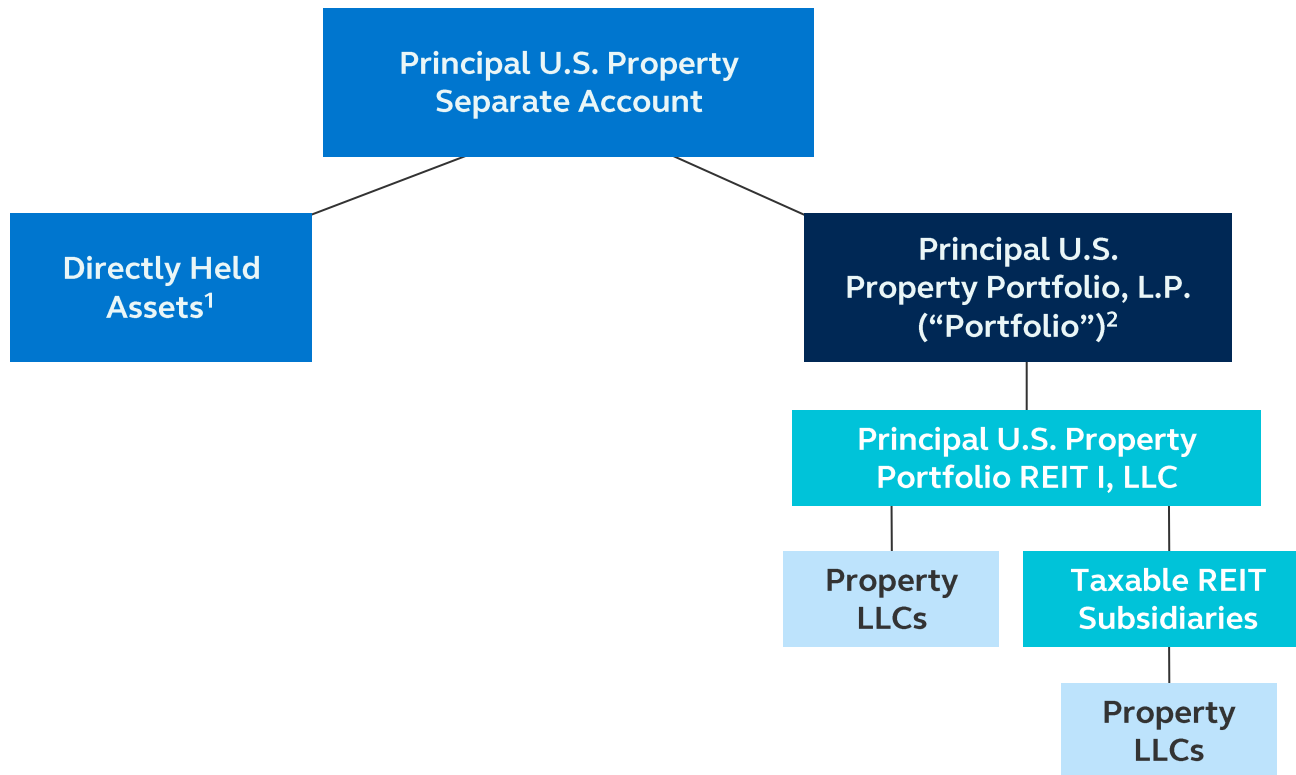 Principal U.S. Property
Separate Account
Directly Held
Assets¹
Principal U.S.
Property Portfolio, L.P.
(“Portfolio”)²
Principal U.S. Property
Portfolio REIT I, LLC
Property
LLCs
Taxable REIT
Subsidiaries
Property
LLCs